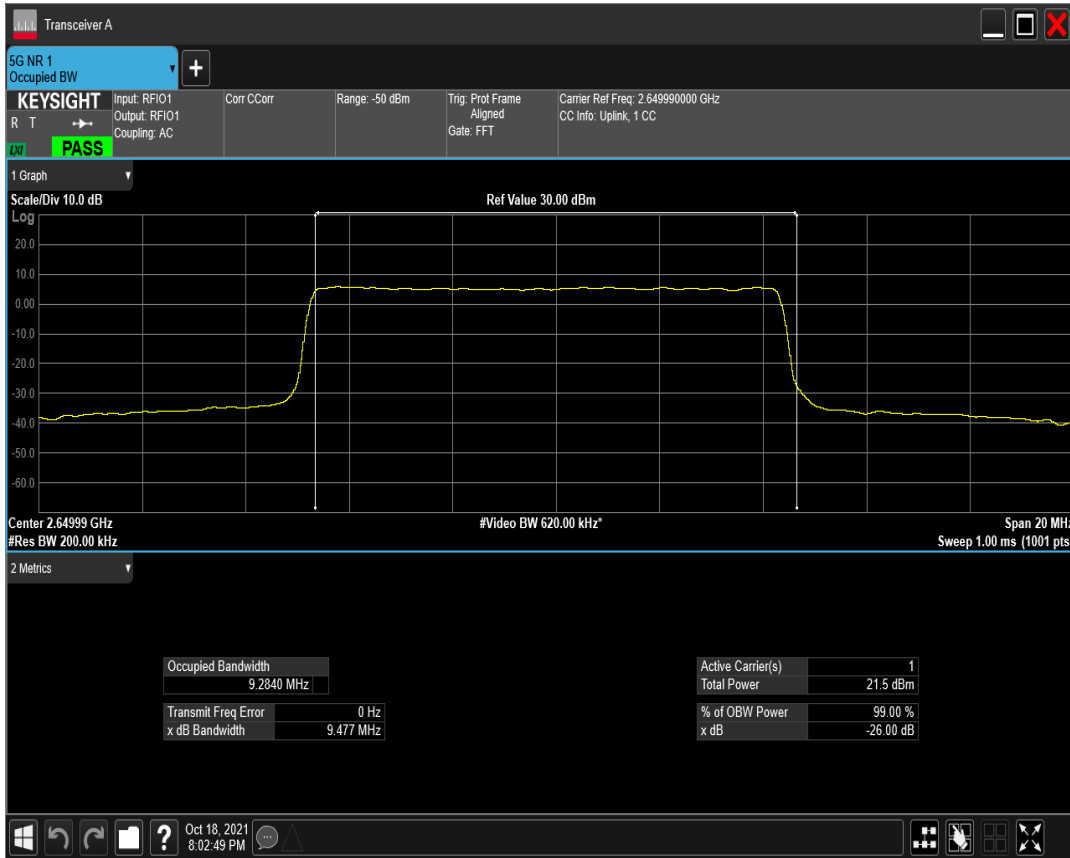 Transceiver A
5G NR 1
Occupied BW
KEYSIGHT
R T
LXI
PASS
Input: RFIO1
Output: RFIO1
Coupling: AC
Corr CCorr
Range: -50 dBm
Trig: Prot Frame
Aligned
Gate: FFT
Carrier Ref Freq: 2.649990000 GHz
CC Info: Uplink, 1 CC
1 Graph
Scale/Div 10.0 dB
Ref Value 30.00 dBm
Log
20.0
10.0
0.00
-10.0
-20.0
-30.0
-40.0
-50.0
-60.0
Center 2.64999 GHz
#Video BW 620.00 kHz*
Span 20 MHz
#Res BW 200.00 kHz
Sweep 1.00 ms (1001 pts
2 Metrics
Occupied Bandwidth
9.2840 MHz
Transmit Freq Error 0 Hz
x dB Bandwidth 9.477 MHz
Active Carrier(s) 1
Total Power 21.5 dBm
% of OBW Power 99.00 %
x dB -26.00 dB
?
Oct 18, 2021
8:02:49 PM